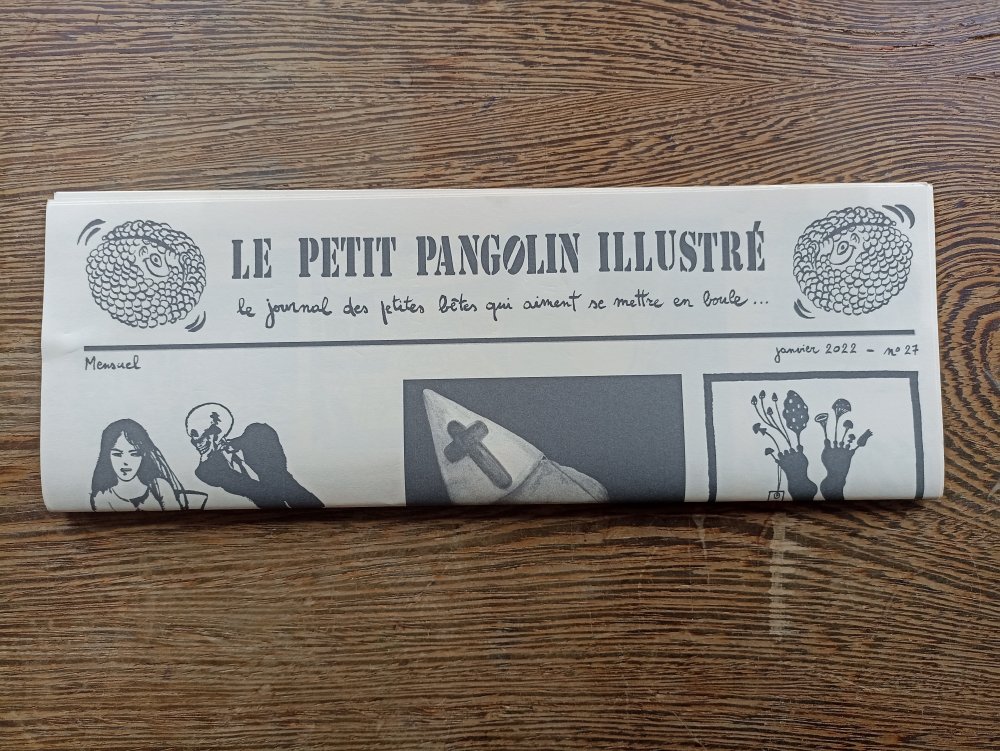 LE PETIT PANGOLIN ILLUSTRÉ
le journal des petites bêtes qui aiment se mettre en boule...
Mensuel
janvier 2022 - nº 27